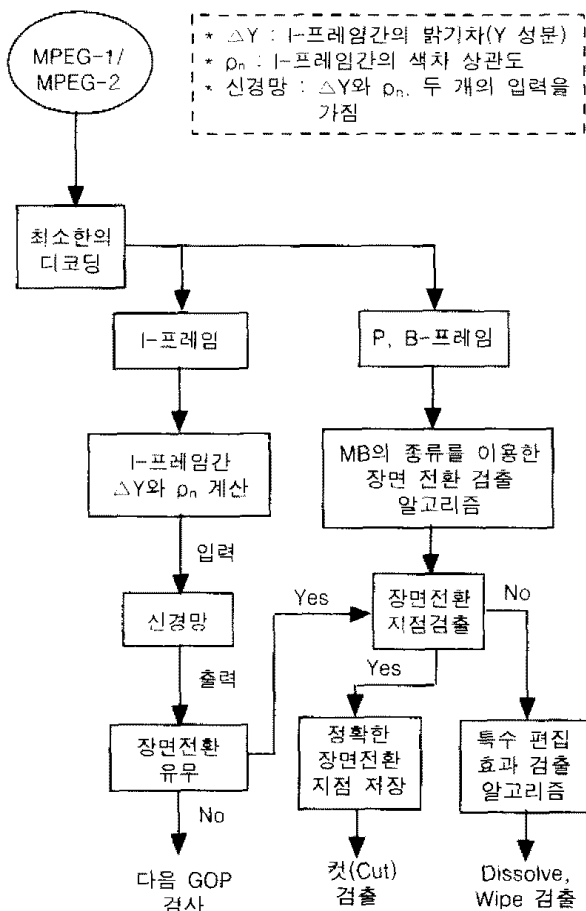 MPEG-1/
MPEG-2
* △Y : I-프레임간의 밝기차(Y 성분)
* ρn : I-프레임간의 색차 상관도
* 신경망 : △Y와 ρn, 두 개의 입력을
가짐
최소한의
디코딩
I-프레임
P, B-프레임
I-프레임간
△Y와 ρn 계산
MB의 종류를 이용한
장면 전환 검출
알고리즘
입력
신경망
Yes
장면전환
지점검출
No
출력
Yes
장면전환
유무
정확한
장면전환
지점 저장
특수 편집
효과 검출
알고리즘
No
다음 GOP
검사
컷(Cut)
검출
Dissolve,
Wipe 검출